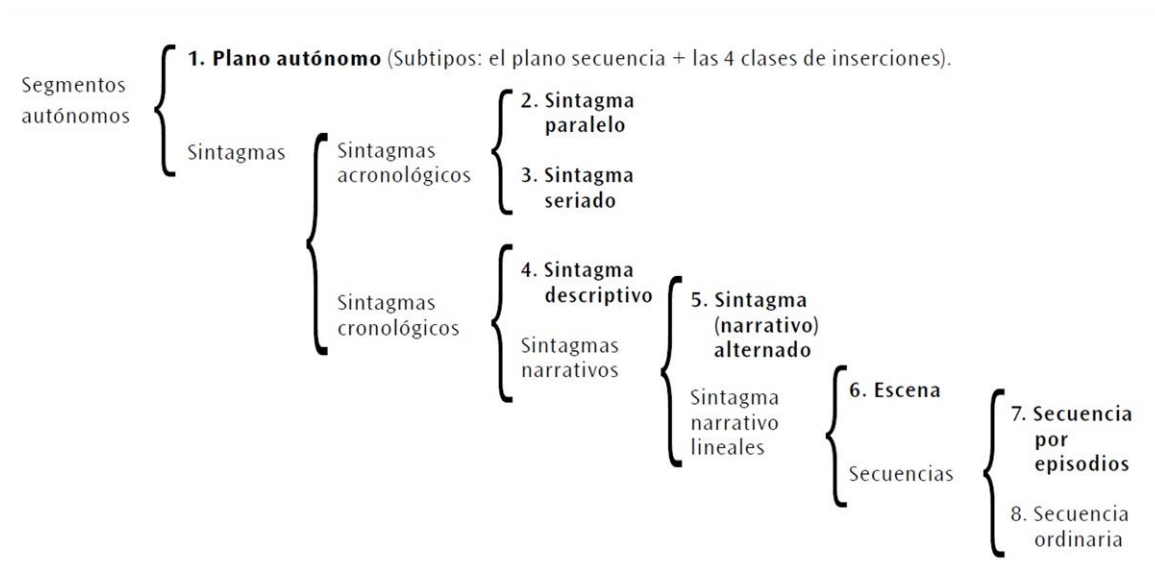 Segmentos
autónomos
1. Plano autónomo (Subtipos: el plano secuencia + las 4 clases de inserciones).
Sintagmas
Sintagmas
acronológicos
2. Sintagma
paralelo
3. Sintagma
seriado
Sintagmas
cronológicos
4. Sintagma
descriptivo
Sintagmas
narrativos
5. Sintagma
(narrativo)
alternado
Sintagma
narrativo
lineales
6. Escena
Secuencias
7. Secuencia
por
episodios
8. Secuencia
ordinaria